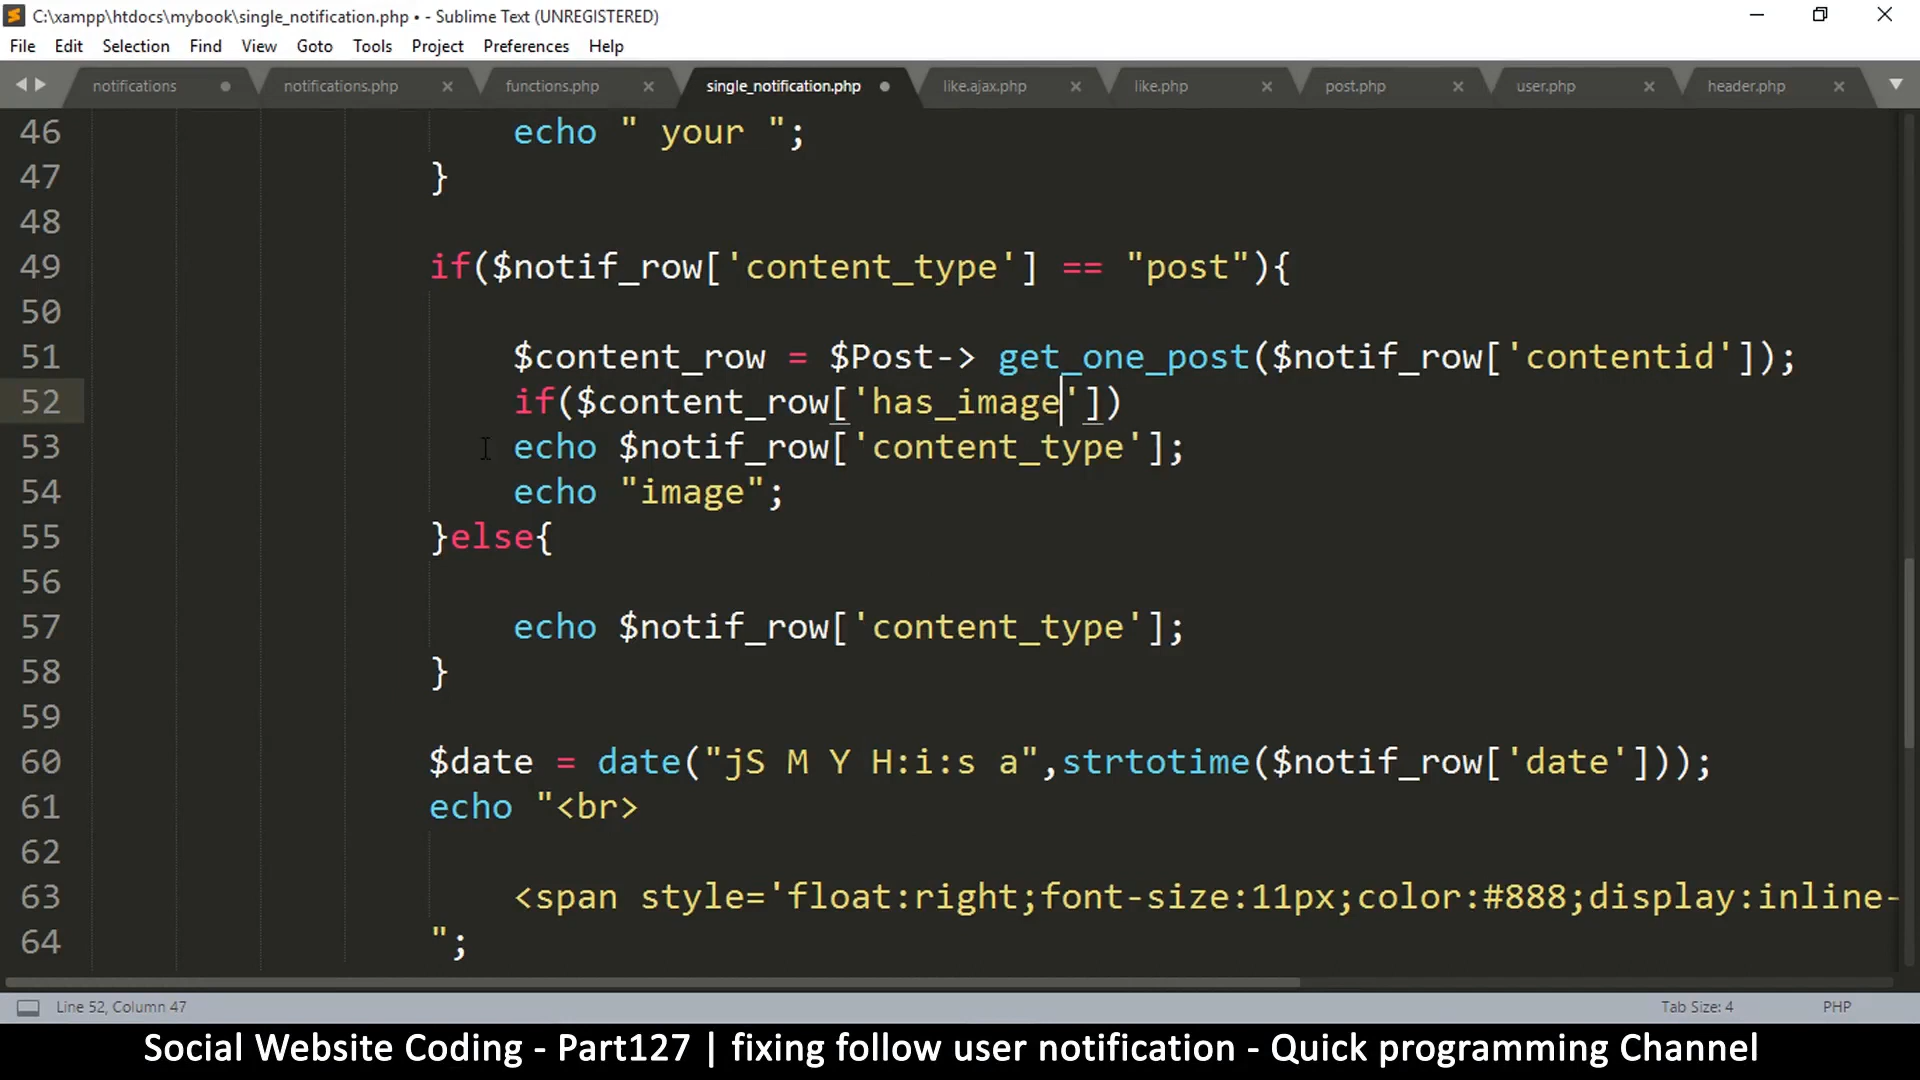 C:\xampp\htdocs\mybook\single_notification.php • - Sublime Text (UNREGISTERED)
File Edit Selection Find View Goto Tools Project Preferences Help
notifications notifications.php functions.php single_notification.php like.ajax.php like.php post.php user.php header.php
46 echo " your ";
47 }
48
49 if($notif_row['content_type'] == "post"){
50
51 $content_row = $Post-> get_one_post($notif_row['contentid']);
52 if($content_row['has_image'])
53 echo $notif_row['content_type'];
54 echo "image";
55 }else{
56
57 echo $notif_row['content_type'];
58 }
59
60 $date = date("jS M Y H:i:s a",strtotime($notif_row['date']));
61 echo "<br>
62
63 <span style='float:right;font-size:11px;color:#888;display:inline-
64 ";
Line 52, Column 47 Tab Size: 4 PHP
Social Website Coding - Part127 | fixing follow user notification - Quick programming Channel